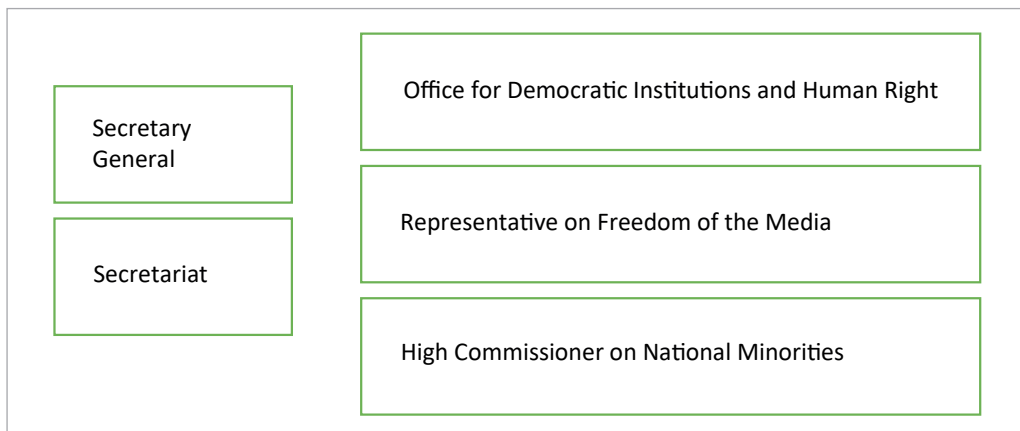 Secretary
General
Secretariat
Office for Democratic Institutions and Human Right
Representative on Freedom of the Media
High Commissioner on National Minorities